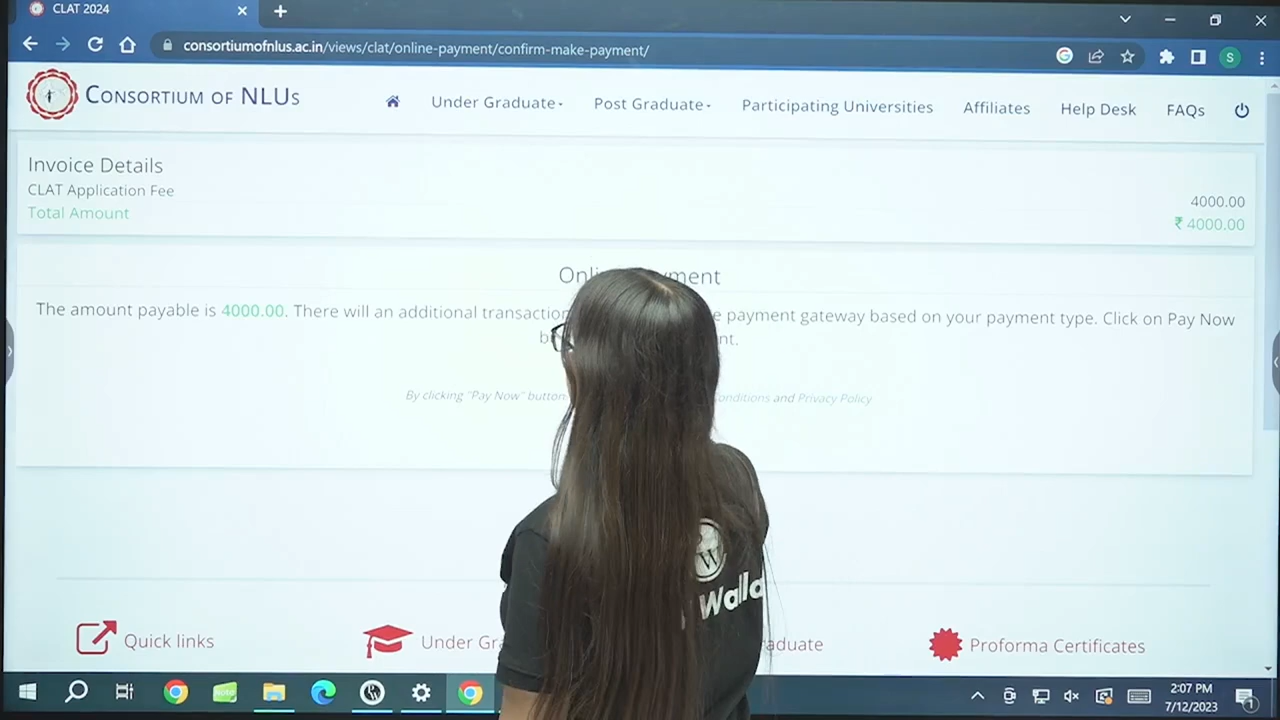 CLAT 2024
consortiumofnlus.ac.in/views/clat/online-payment/confirm-make-payment/
CONSORTIUM OF NLUS
Under Graduate
Post Graduate
Participating Universities
Affiliates
Help Desk
FAQs
Invoice Details
CLAT Application Fee
4000.00
Total Amount
₹ 4000.00
The amount payable is 4000.00. There will an additional transaction payment gateway based on your payment type. Click on Pay Now
By clicking "Pay Now" button and Privacy Policy
W
Walla
Quick links
Under
Proforma Certificates
S
2:07 PM
7/12/2023
1